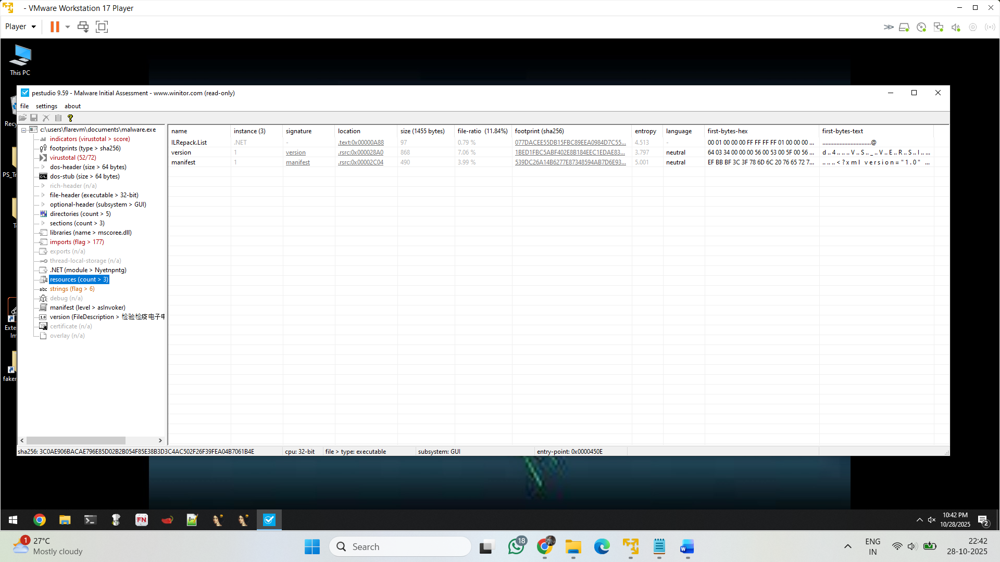 - VMware Workstation 17 Player
Player
This PC
pestudio 9.59 - Malware Initial Assessment - www.winitor.com (read-only)
file settings about
c:\users\flarevm\documents\malware.exe
indicators (virustotal > score)
footprints (type > sha256)
virustotal (52/72)
dos-header (size > 64 bytes)
dos-stub (size > 64 bytes)
rich-header (n/a)
file-header (executable > 32-bit)
optional-header (subsystem > GUI)
directories (count > 5)
sections (count > 3)
libraries (name > mscoree.dll)
imports (flag > 177)
exports (n/a)
thread-local-storage (n/a)
.NET (module > Nyetnpntg)
resources (count > 3)
abc strings (flag > 6)
debug (n/a)
manifest (level > asInvoker)
1.0 version (FileDescription > 检验检疫电子申
certificate (n/a)
overlay (n/a)
name instance (3) signature location size (1455 bytes) file-ratio (11.84%) footprint (sha256) entropy language first-bytes-hex first-bytes-text
ILRepack.List .NET - .text:0x00000A88 97 0.79 % 077DACEE55DB15FBC89EEA0984D7C55... 4.513 - 00 01 00 00 00 FF FF FF FF 01 00 00 00 ... ...............................@
version 1 version .rsrc:0x000028A0 868 7.06 % 1BED1FBC5ABF402E8B184EEC1EDAE83... 3.797 neutral 64 03 34 00 00 00 56 00 53 00 5F 00 56 ... d . . 4 . . . . V . S . . _ . . V . . E . . R . . S . . I . . ...
manifest 1 manifest .rsrc:0x00002C04 490 3.99 % 539DC26A14B6277E87348594AB7D6E93... 5.001 neutral EF BB BF 3C 3F 78 6D 6C 20 76 65 72 7... . . . . < ? x m l v e r s i o n = " 1 . 0 " ...
sha256: 3C0AE906BACAE796E85D02B2B054F85E38B3D3C4AC502F26F39FEA04B7061B4E cpu: 32-bit file > type: executable subsystem: GUI entry-point: 0x0000450E
Recy
PS_Tr
Exte
Im
faker
FN
10:42 PM
10/28/2025
2
1
27°C
Mostly cloudy
Search
18
ENG
IN
22:42
28-10-2025